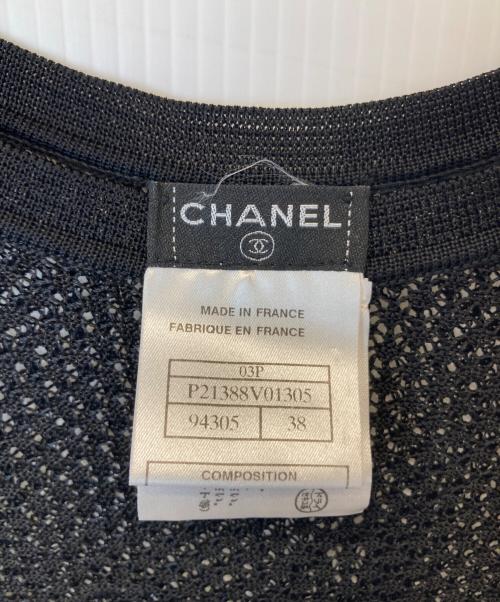 CHANEL
MADE IN FRANCE
FABRIQUE EN FRANCE
03P
P21388V01305
94305 38
COMPOSITION